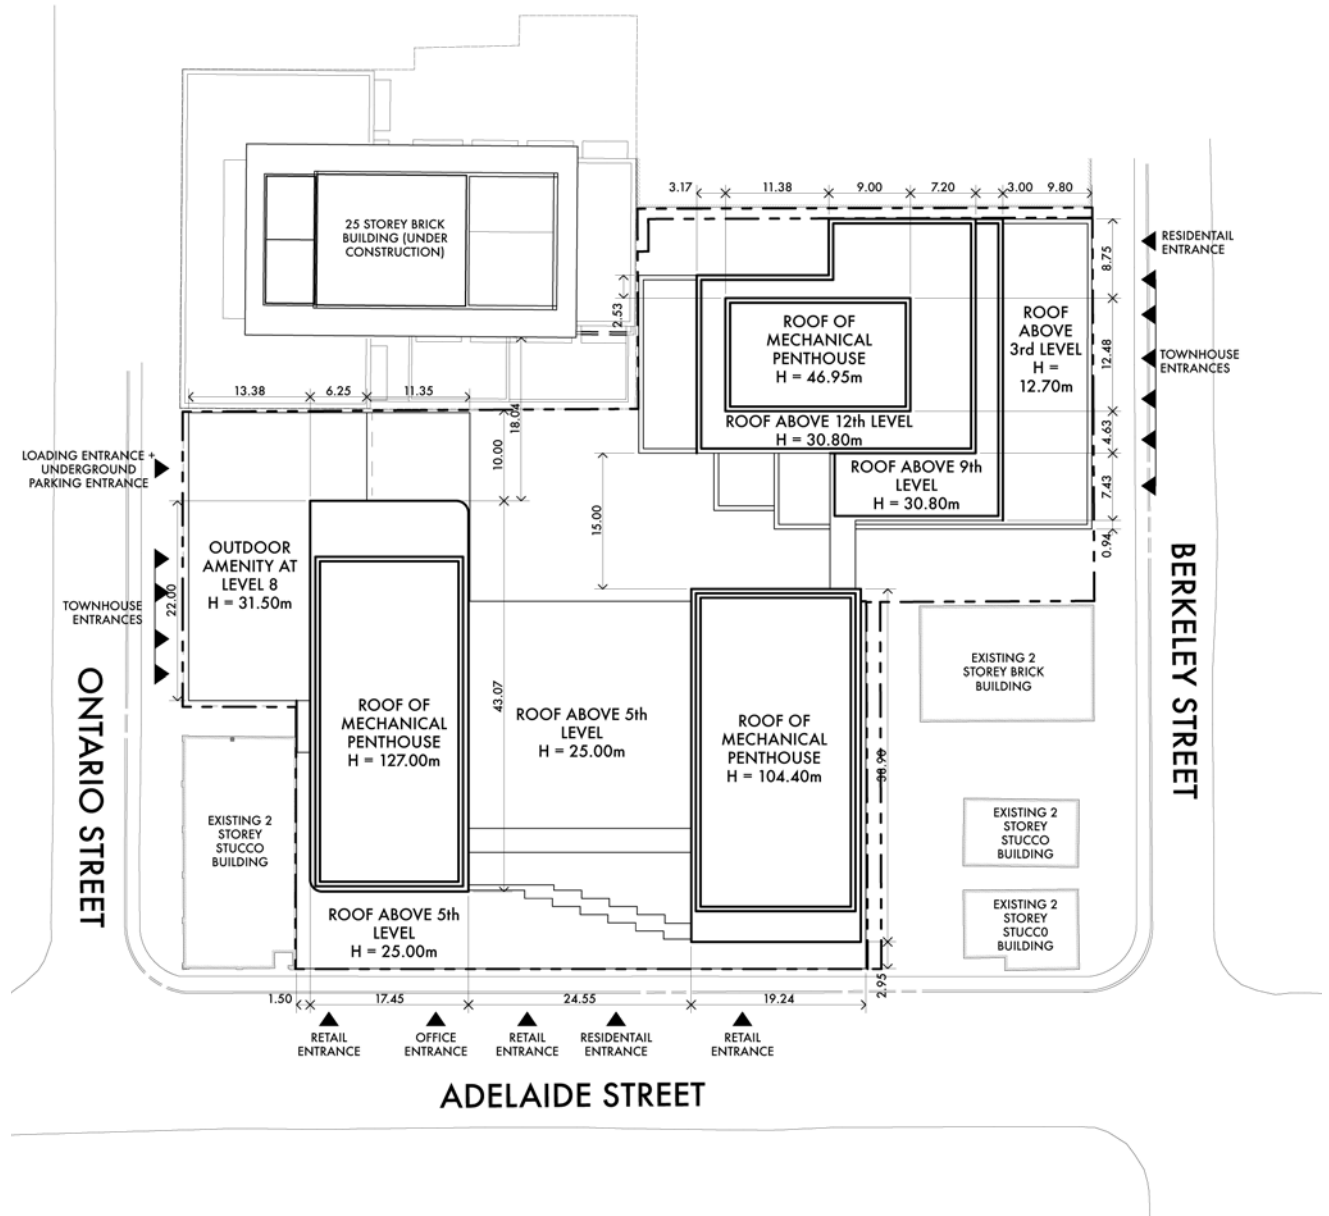 25 STOREY BRICK
BUILDING (UNDER
CONSTRUCTION)
3.17
11.38
9.00
7.20
3.00
9.80
RESIDENTAIL
ENTRANCE
8.75
2.53
ROOF OF
MECHANICAL
PENTHOUSE
H = 46.95m
ROOF
ABOVE
3rd LEVEL
H =
12.70m
12.48
TOWNHOUSE
ENTRANCES
13.38
6.25
11.35
18.04
ROOF ABOVE 12th LEVEL
H = 30.80m
4.63
LOADING ENTRANCE +
UNDERGROUND
PARKING ENTRANCE
10.00
ROOF ABOVE 9th
LEVEL
H = 30.80m
7.43
15.00
0.94
OUTDOOR
AMENITY AT
LEVEL 8
H = 31.50m
22.00
TOWNHOUSE
ENTRANCES
BERKELEY STREET
EXISTING 2
STOREY BRICK
BUILDING
ONTARIO STREET
ROOF OF
MECHANICAL
PENTHOUSE
H = 127.00m
43.07
ROOF ABOVE 5th
LEVEL
H = 25.00m
ROOF OF
MECHANICAL
PENTHOUSE
H = 104.40m
38.90
EXISTING 2
STOREY
STUCCO
BUILDING
EXISTING 2
STOREY
STUCCO
BUILDING
EXISTING 2
STOREY
STUCC0
BUILDING
ROOF ABOVE 5th
LEVEL
H = 25.00m
2.95
1.50
17.45
24.55
19.24
RETAIL
ENTRANCE
OFFICE
ENTRANCE
RETAIL
ENTRANCE
RESIDENTAIL
ENTRANCE
RETAIL
ENTRANCE
ADELAIDE STREET